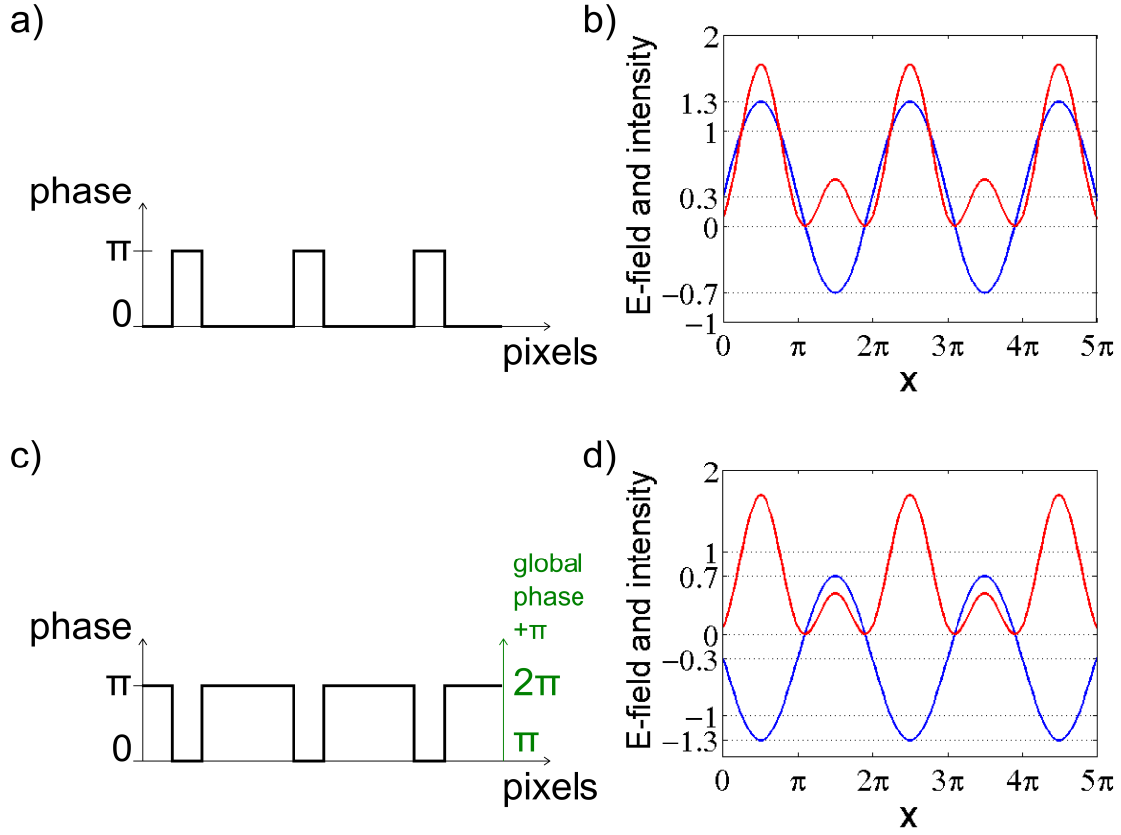 a)
phase
π
0
pixels
b)
E-field and intensity
2
1.3
1
0.3
0
−0.7
−1
0
π
2π
3π
4π
5π
x
c)
phase
π
0
pixels
global
phase
+π
2π
π
d)
E-field and intensity
2
1
0.7
0
−0.3
−1
−1.3
0
π
2π
3π
4π
5π
x